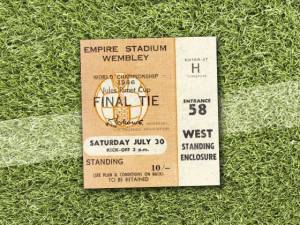 EMPIRE STADIUM
WEMBLEY
WORLD CHAMPIONSHIP
1966
Jules Rimet Cup
FINAL TIE
SATURDAY JULY 30
KICK-OFF 3 p.m.
STANDING
10/-
(SEE PLAN & CONDITIONS ON BACK)
TO BE RETAINED
ENTER AT
H
ENTRANCE
58
WEST
STANDING
ENCLOSURE